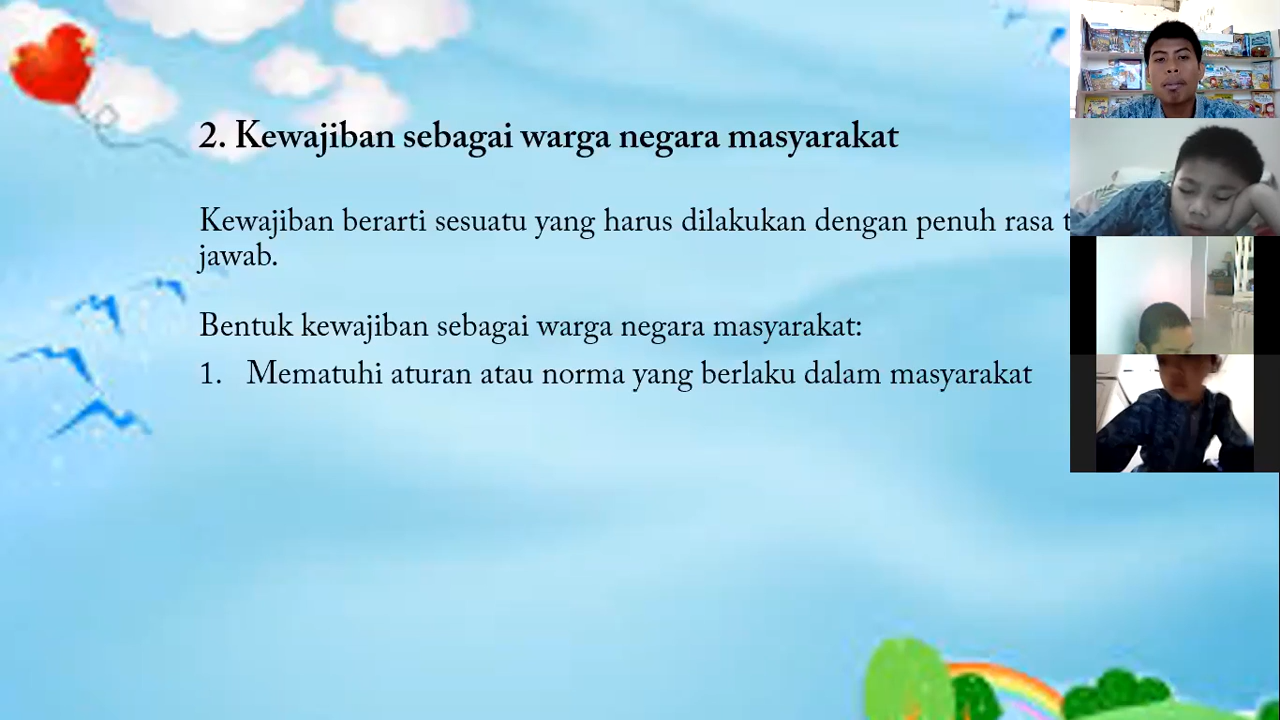 2. Kewajiban sebagai warga negara masyarakat
Kewajiban berarti sesuatu yang harus dilakukan dengan penuh rasa
jawab.
Bentuk kewajiban sebagai warga negara masyarakat:
1. Mematuhi aturan atau norma yang berlaku dalam masyarakat